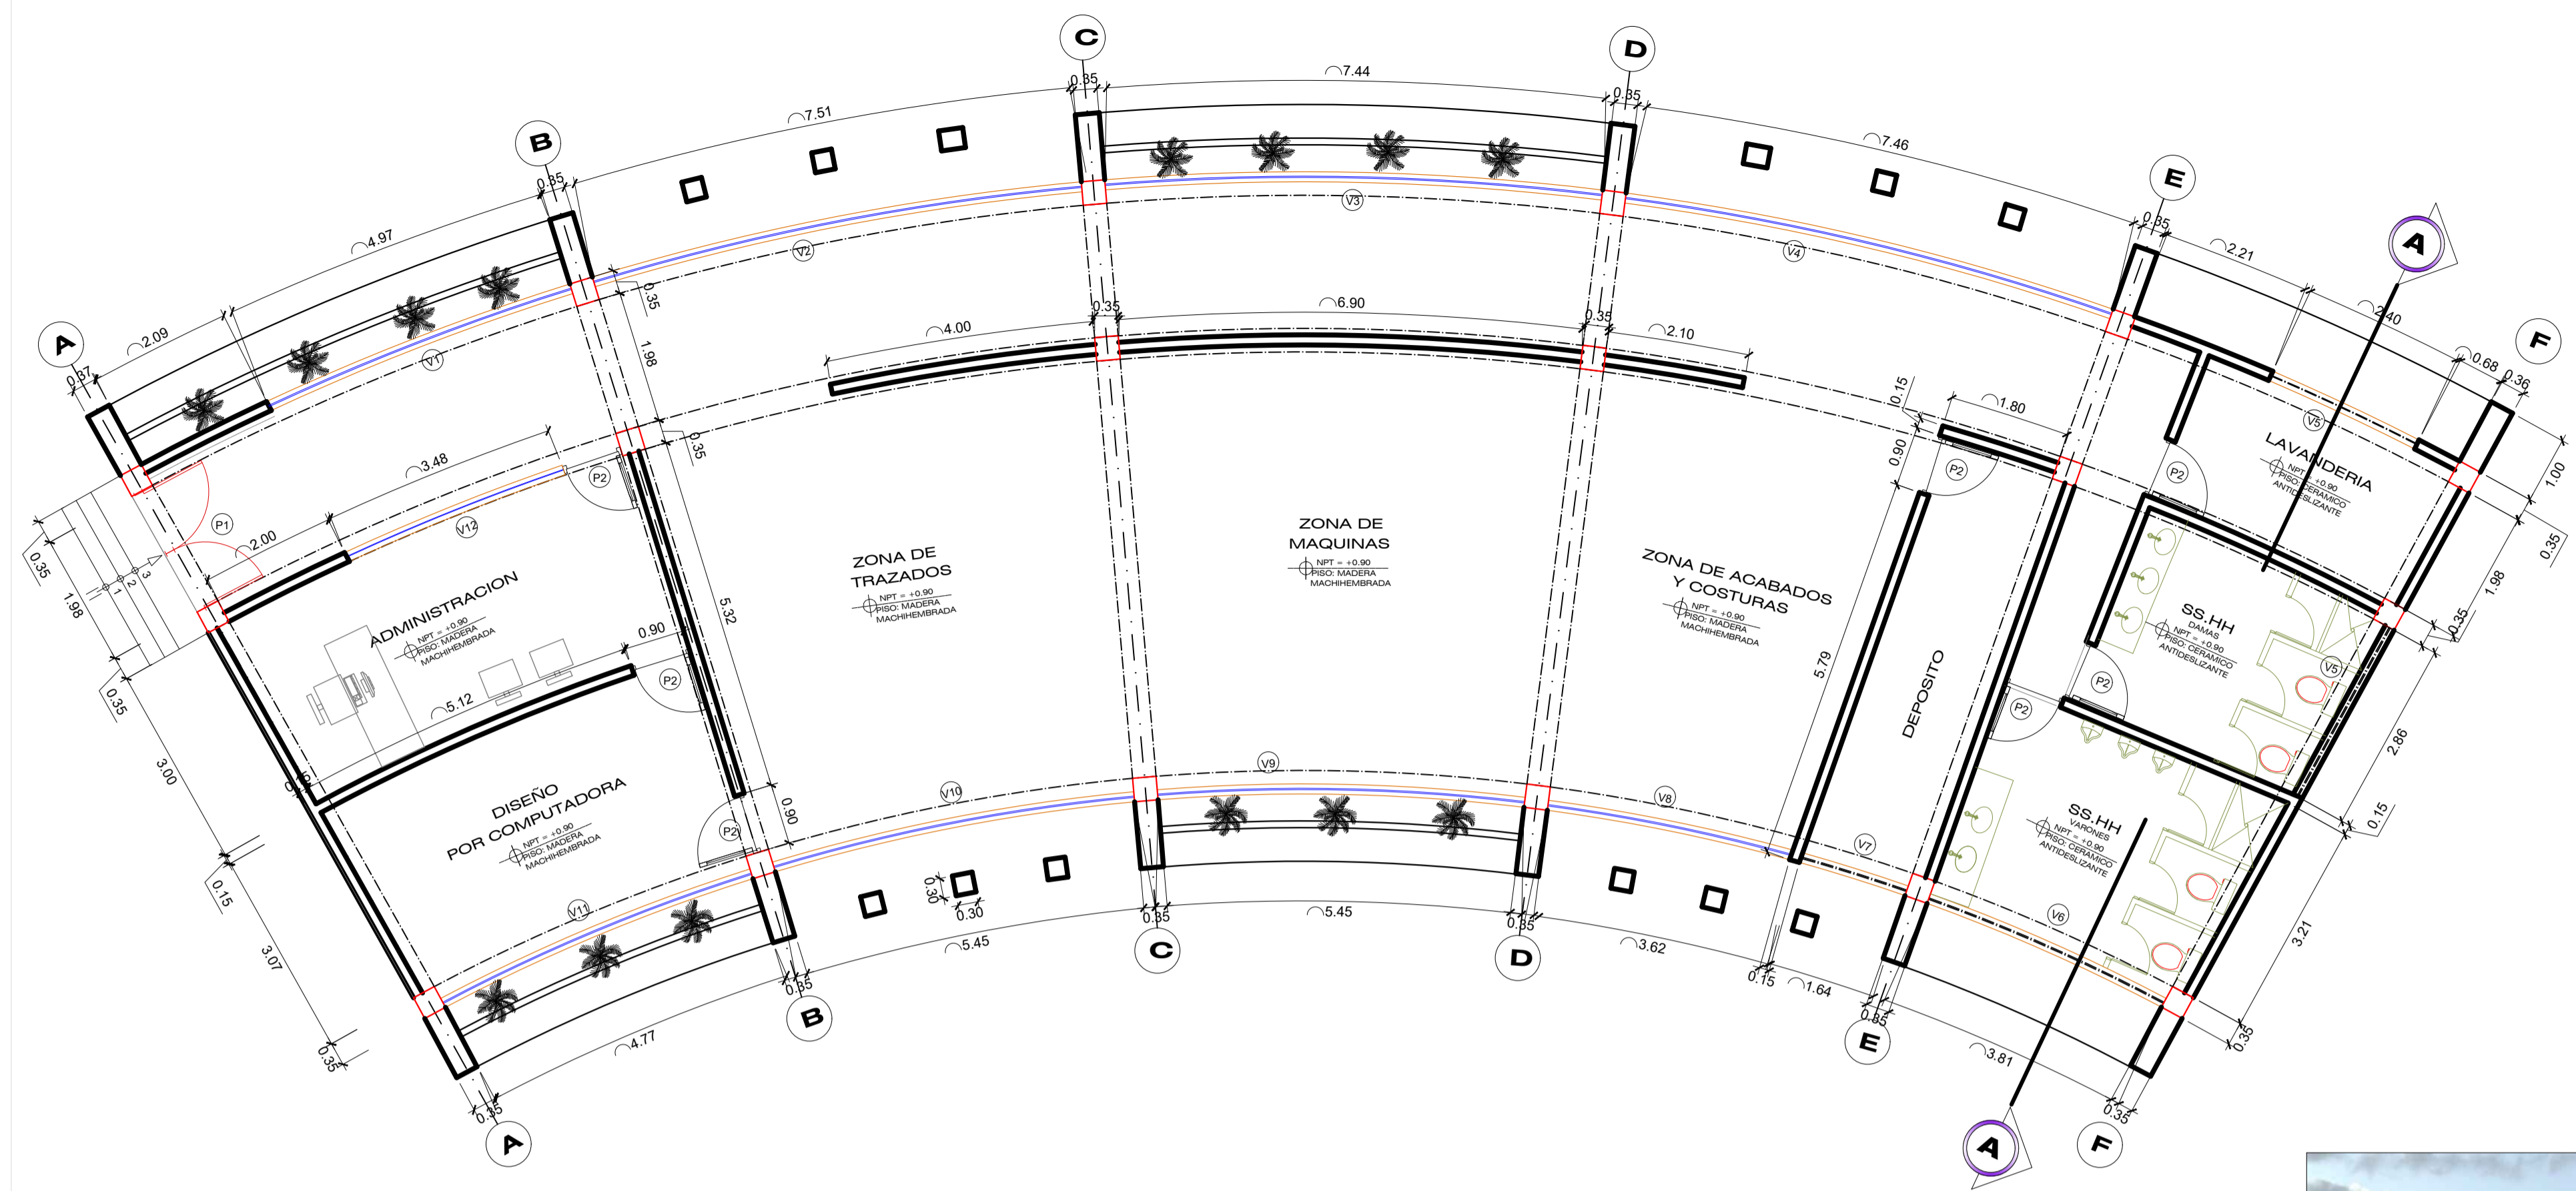 A
B
C
D
E
F
A
0.37
2.09
4.97
0.35
7.51
0.35
7.44
0.35
7.46
0.35
2.21
2.40
0.68
0.36
V1
V2
V3
V4
V5
0.35
1.98
0.35
4.00
0.35
6.90
0.35
2.10
0.15
0.90
1.80
1.00
0.35
1.98
0.35
2.86
0.15
3.21
0.35
P1
3.48
2.00
V12
P2
1
2
3
0.35
1.98
0.35
3.00
0.15
3.07
0.35
ADMINISTRACION
NPT = +0.90
PISO: MADERA
MACHIHEMBRADA
0.90
P2
5.12
5.32
0.90
P2
DISEÑO
POR COMPUTADORA
NPT = +0.90
PISO: MADERA
MACHIHEMBRADA
ZONA DE
TRAZADOS
NPT = +0.90
PISO: MADERA
MACHIHEMBRADA
ZONA DE
MAQUINAS
NPT = +0.90
PISO: MADERA
MACHIHEMBRADA
ZONA DE ACABADOS
Y COSTURAS
NPT = +0.90
PISO: MADERA
MACHIHEMBRADA
5.79
P2
DEPOSITO
LAVANDERIA
NPT = +0.90
PISO: CERAMICO
ANTIDESLIZANTE
P2
SS.HH
DAMAS
NPT = +0.90
PISO: CERAMICO
ANTIDESLIZANTE
V5
P2
P2
SS.HH
VARONES
NPT = +0.90
PISO: CERAMICO
ANTIDESLIZANTE
V11
V10
V9
V8
V7
V6
0.30
0.30
0.35
4.77
0.35
5.45
0.35
5.45
0.35
3.62
0.15
1.64
0.35
3.81
0.35
A
B
C
D
E
F
A